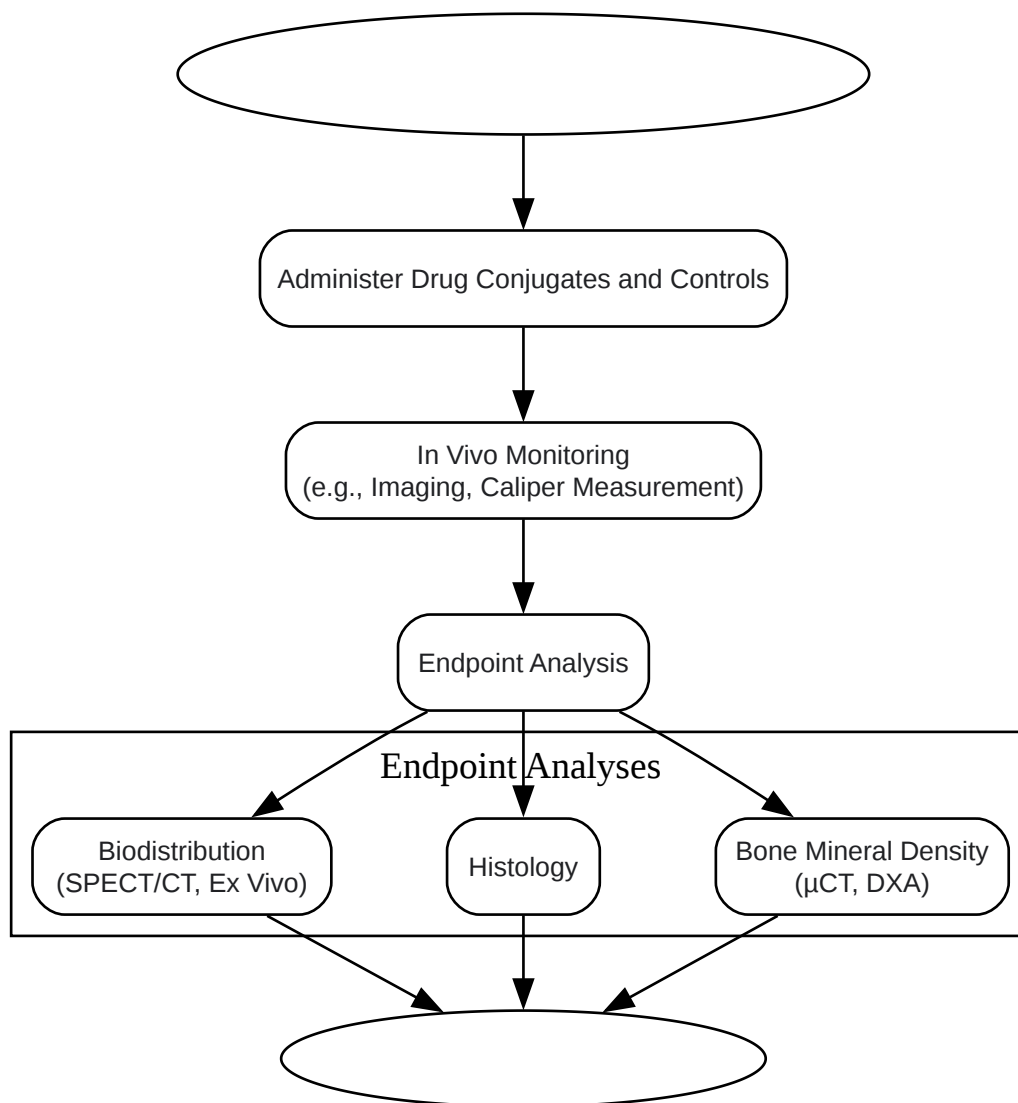 Administer Drug Conjugates and Controls
In Vivo Monitoring
(e.g., Imaging, Caliper Measurement)
Endpoint Analysis
Endpoint Analyses
Biodistribution
(SPECT/CT, Ex Vivo)
Histology
Bone Mineral Density
(µCT, DXA)